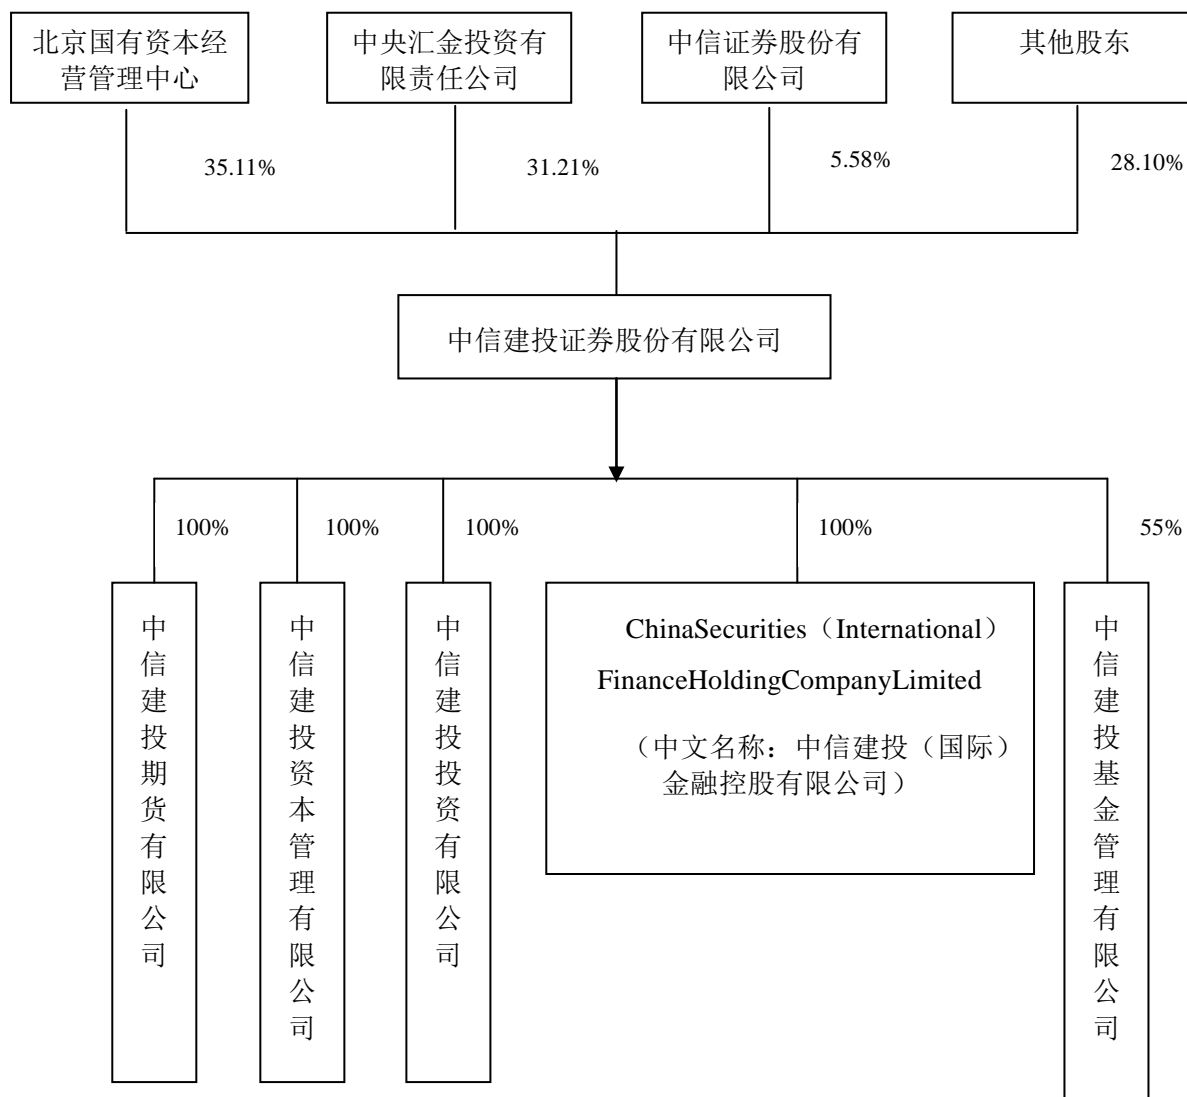 北京国有资本经
营管理中心
中央汇金投资有
限责任公司
中信证券股份有
限公司
其他股东
35.11%
31.21%
5.58%
28.10%
中信建投证券股份有限公司
100%
100%
100%
100%
55%
中信建投期货有限公司
中信建投资本管理有限公司
中信建投投资有限公司
ChinaSecurities（International）
FinanceHoldingCompanyLimited
（中文名称：中信建投（国际）
金融控股有限公司）
中信建投基金管理有限公司